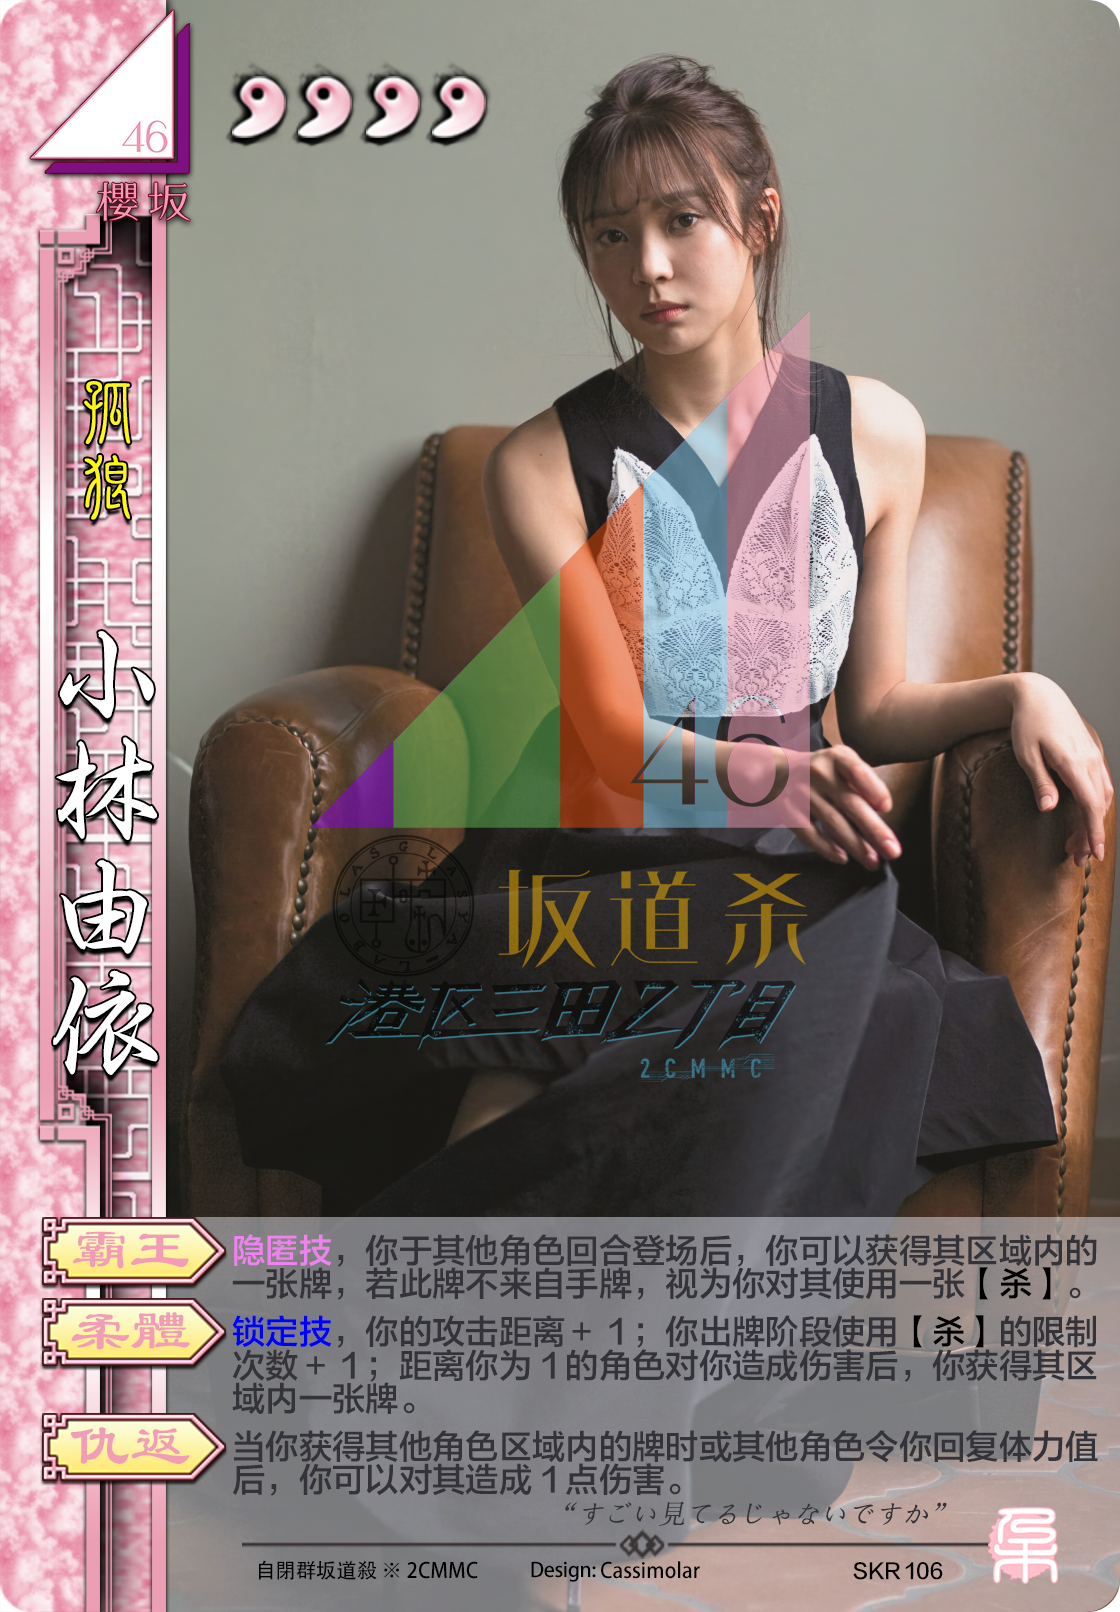 46
櫻坂
孤狼
小林由依
46
坂道杀
港区三田2丁目
2CMMC
霸王
隐匿技，你于其他角色回合登场后，你可以获得其区域内的
一张牌，若此牌不来自手牌，视为你对其使用一张【杀】。
柔體
锁定技，你的攻击距离＋1；你出牌阶段使用【杀】的限制
次数＋1；距离你为1的角色对你造成伤害后，你获得其区
域内一张牌。
仇返
当你获得其他角色区域内的牌时或其他角色令你回复体力值
后，你可以对其造成1点伤害。
“すごい見てるじゃないですか”
自閉群坂道殺 ※ 2CMMC Design: Cassimolar SKR 106